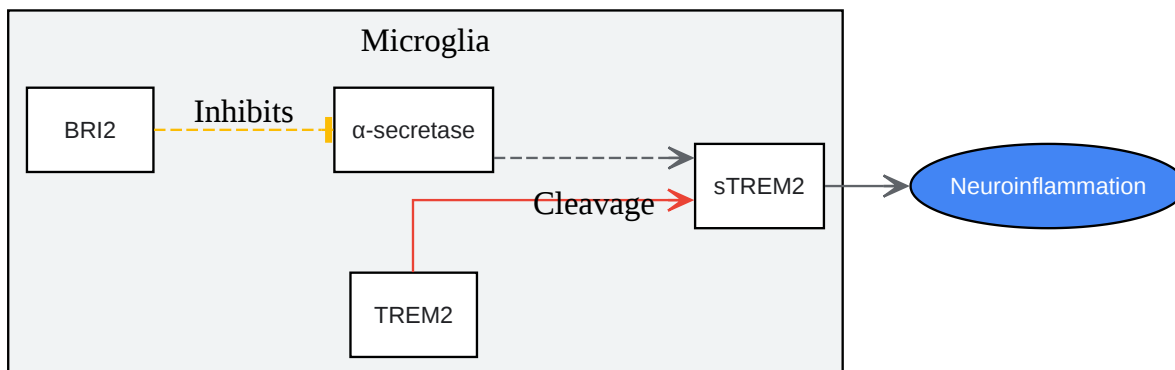 Microglia
BRI2
Inhibits
α-secretase
sTREM2
Neuroinflammation
Cleavage
TREM2